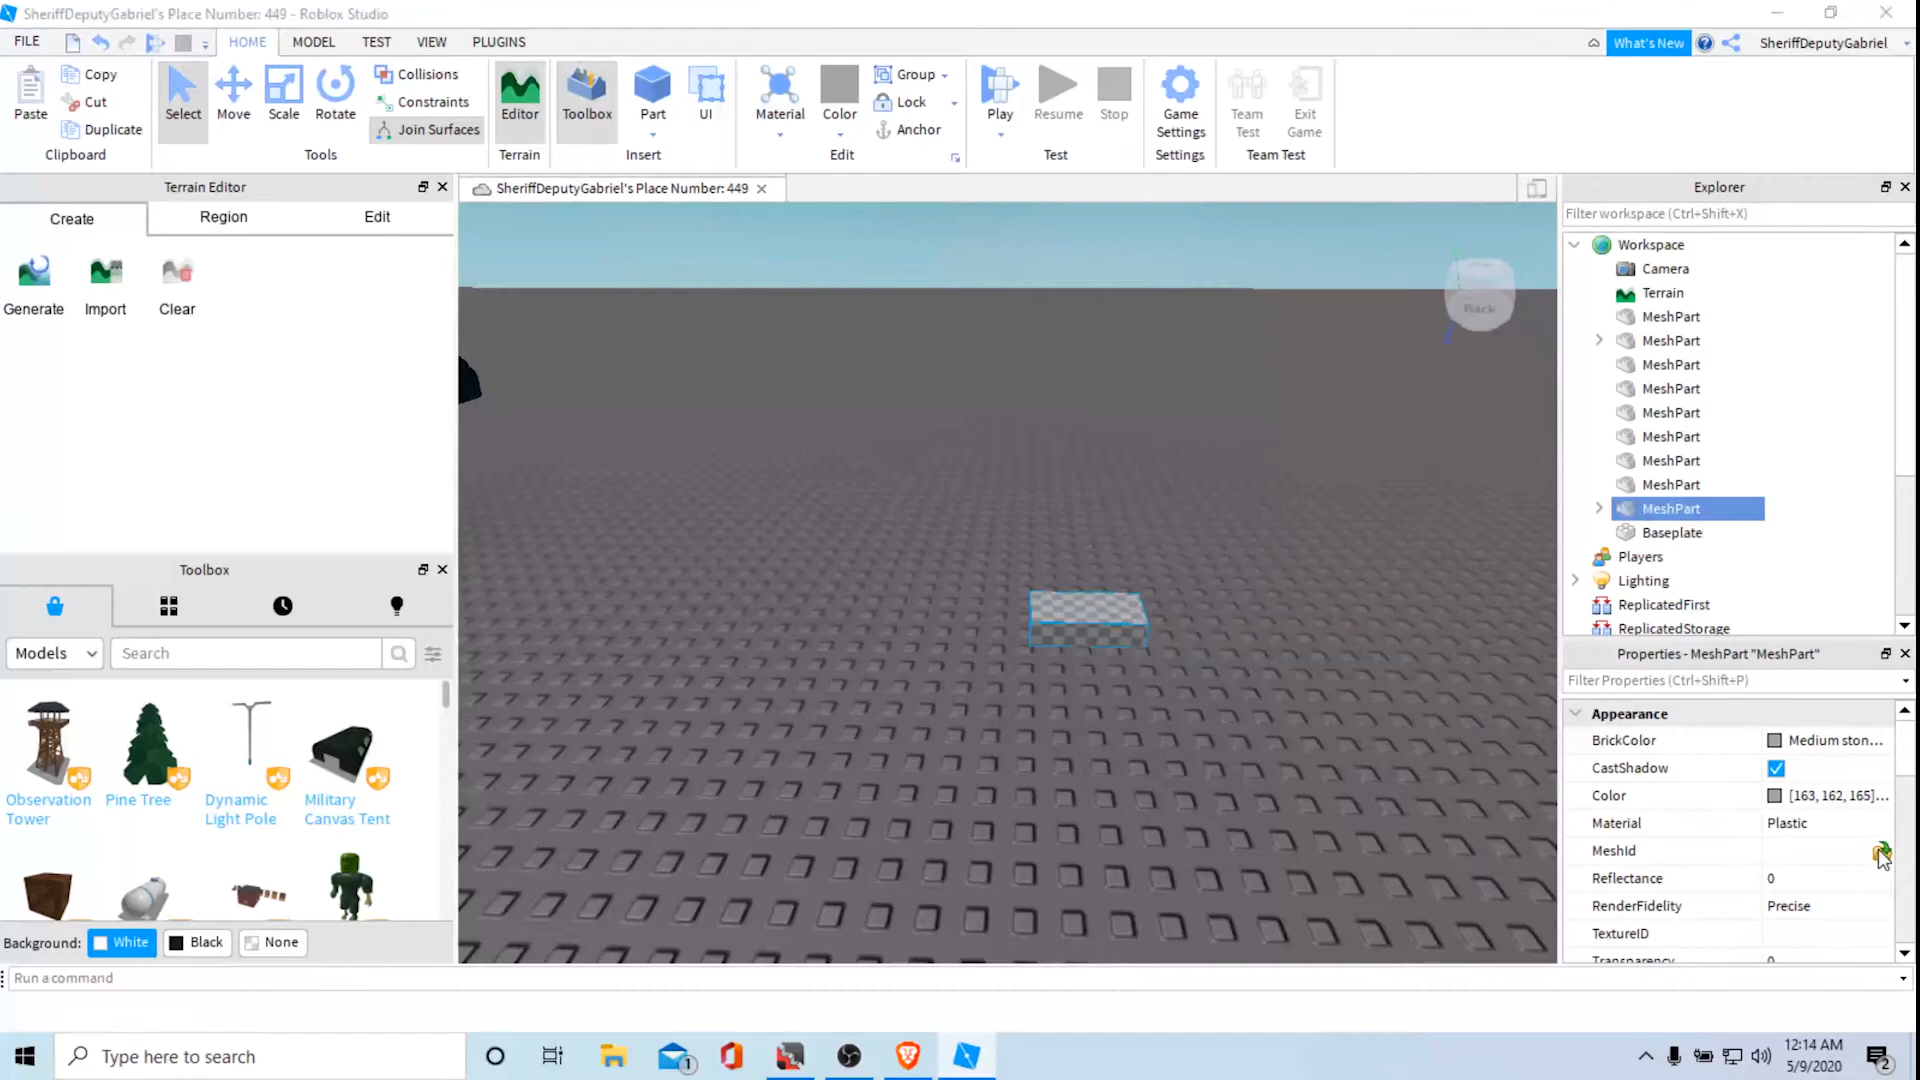 SheriffDeputyGabriel's Place Number: 449 - Roblox Studio
FILE HOME MODEL TEST VIEW PLUGINS What's New SheriffDeputyGabriel
Paste Copy Cut Duplicate
Clipboard
Select Move Scale Rotate Collisions Constraints Join Surfaces
Tools
Editor
Terrain
Toolbox Part UI
Insert
Material Color Group Lock Anchor
Edit
Play Resume Stop
Test
Game Settings
Settings
Team Test Exit Game
Team Test
Terrain Editor
Create Region Edit
Generate Import Clear
Toolbox
Models Search
Observation Tower
Pine Tree
Dynamic Light Pole
Military Canvas Tent
Background: White Black None
SheriffDeputyGabriel's Place Number: 449
Back
Explorer
Filter workspace (Ctrl+Shift+X)
Workspace
Camera
Terrain
MeshPart
MeshPart
MeshPart
MeshPart
MeshPart
MeshPart
MeshPart
MeshPart
MeshPart
Baseplate
Players
Lighting
ReplicatedFirst
ReplicatedStorage
Properties - MeshPart "MeshPart"
Filter Properties (Ctrl+Shift+P)
Appearance
BrickColor Medium ston...
CastShadow
Color [163, 162, 165]...
Material Plastic
MeshId
Reflectance 0
RenderFidelity Precise
TextureID
Transparency 0
Run a command
Type here to search
1
12:14 AM
5/9/2020
2